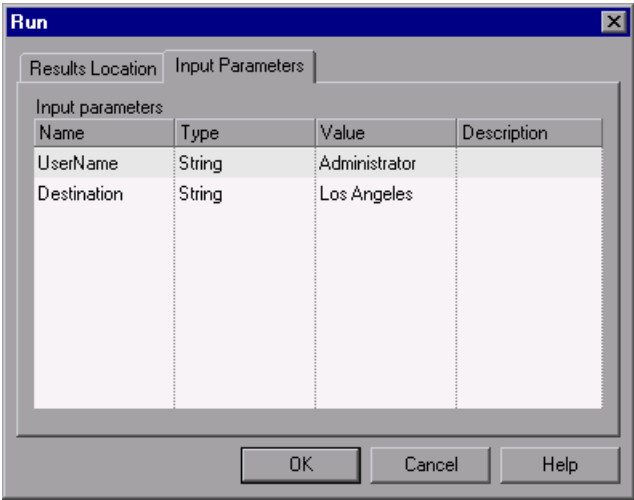 Run
Results Location Input Parameters
Input parameters
Name Type Value Description
UserName String Administrator
Destination String Los Angeles
OK Cancel Help